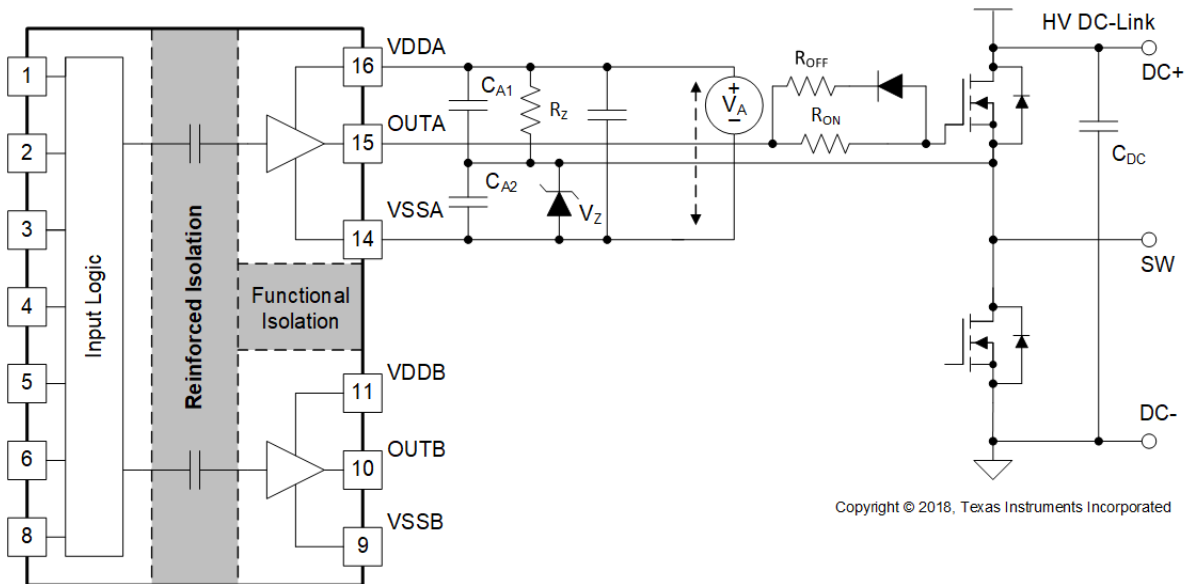 1
2
3
4
5
6
8
Input Logic
Reinforced Isolation
Functional
Isolation
16
15
14
11
10
9
VDDA
OUTA
VSSA
VDDB
OUTB
VSSB
CA1
CA2
RZ
VZ
+
VA
−
ROFF
RON
HV DC-Link
DC+
CDC
SW
DC-
Copyright © 2018, Texas Instruments Incorporated